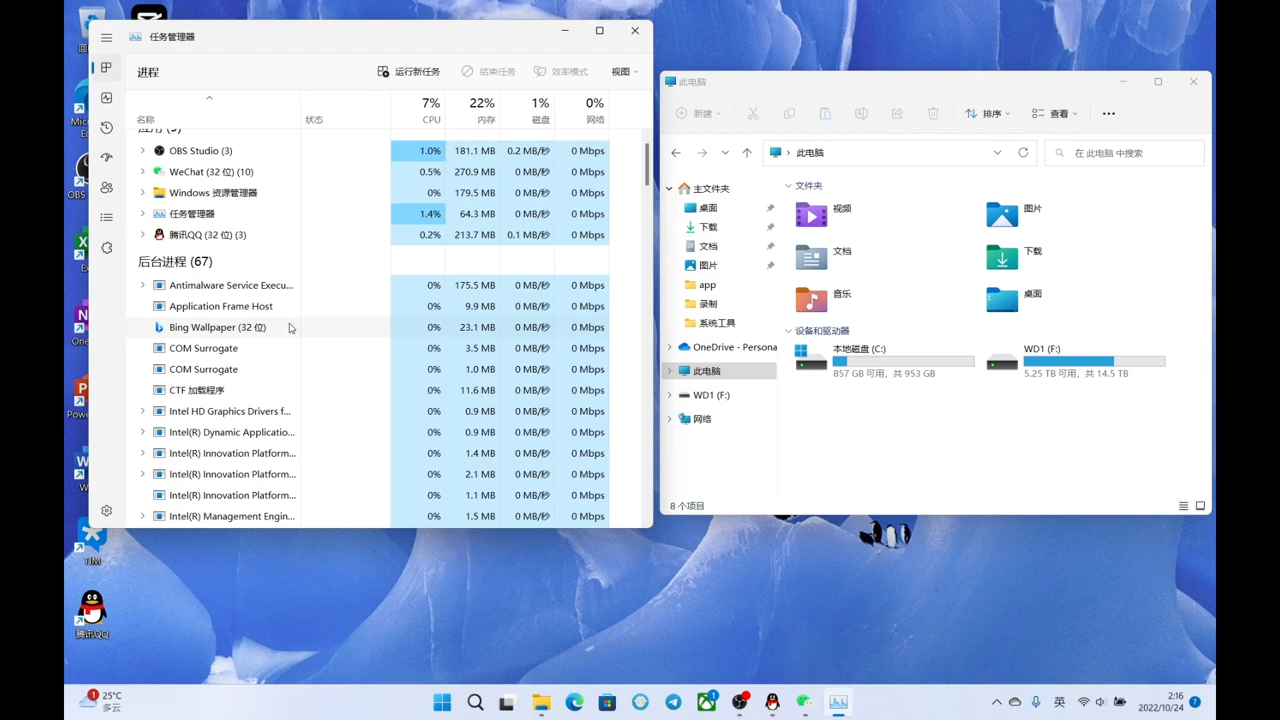 任务管理器
进程
运行新任务
结束任务
效率模式
视图
7%
22%
1%
0%
名称
状态
CPU
内存
磁盘
网络
OBS Studio (3)
1.0%
181.1 MB
0.2 MB/秒
0 Mbps
WeChat (32 位) (10)
0.5%
270.9 MB
0 MB/秒
0 Mbps
Windows 资源管理器
0%
179.5 MB
0 MB/秒
0 Mbps
任务管理器
1.4%
64.3 MB
0 MB/秒
0 Mbps
腾讯QQ (32 位) (3)
0.2%
213.7 MB
0.1 MB/秒
0 Mbps
后台进程 (67)
Antimalware Service Execu...
0%
175.5 MB
0 MB/秒
0 Mbps
Application Frame Host
0%
9.9 MB
0 MB/秒
0 Mbps
Bing Wallpaper (32 位)
0%
23.1 MB
0 MB/秒
0 Mbps
COM Surrogate
0%
3.5 MB
0 MB/秒
0 Mbps
COM Surrogate
0%
1.0 MB
0 MB/秒
0 Mbps
CTF 加载程序
0%
11.6 MB
0 MB/秒
0 Mbps
Intel HD Graphics Drivers f...
0%
0.9 MB
0 MB/秒
0 Mbps
Intel(R) Dynamic Applicatio...
0%
0.9 MB
0 MB/秒
0 Mbps
Intel(R) Innovation Platform...
0%
1.4 MB
0 MB/秒
0 Mbps
Intel(R) Innovation Platform...
0%
2.1 MB
0 MB/秒
0 Mbps
Intel(R) Innovation Platform...
0%
1.1 MB
0 MB/秒
0 Mbps
Intel(R) Management Engin...
0%
1.5 MB
0 MB/秒
0 Mbps
此电脑
新建
排序
查看
此电脑
在 此电脑 中搜索
主文件夹
桌面
下载
文档
图片
app
录制
系统工具
OneDrive - Persona
此电脑
WD1 (F:)
网络
文件夹
视频
图片
文档
下载
音乐
桌面
设备和驱动器
本地磁盘 (C:)
857 GB 可用，共 953 GB
WD1 (F:)
5.25 TB 可用，共 14.5 TB
8 个项目
TIM
腾讯QQ
1
25°C
多云
1
英
2:16
2022/10/24
7